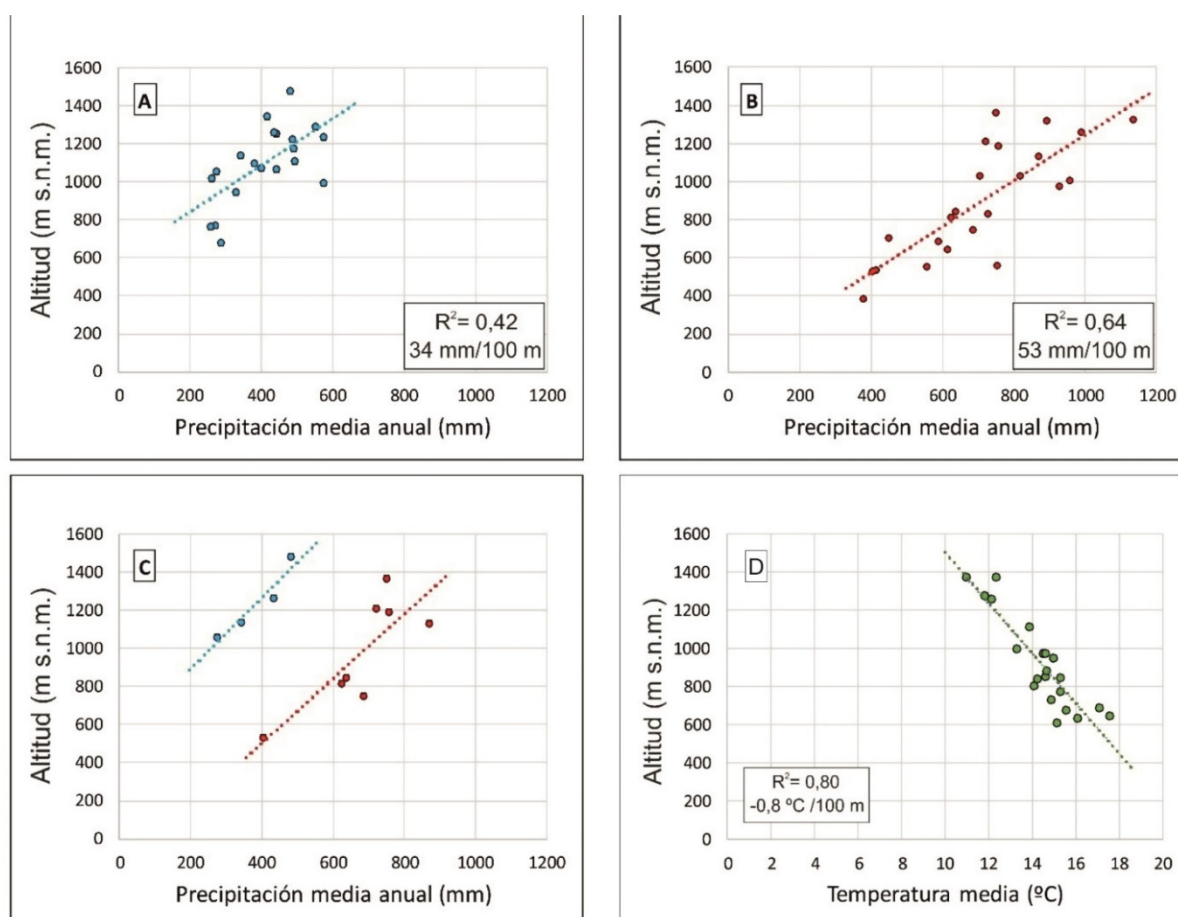 A
1600
1400
1200
1000
800
600
400
200
0
Altitud (m s.n.m.)
R²= 0,42
34 mm/100 m
0 200 400 600 800 1000 1200
Precipitación media anual (mm)
B
1600
1400
1200
1000
800
600
400
200
0
Altitud (m s.n.m.)
R²= 0,64
53 mm/100 m
0 200 400 600 800 1000 1200
Precipitación media anual (mm)
C
1600
1400
1200
1000
800
600
400
200
0
Altitud (m s.n.m.)
0 200 400 600 800 1000 1200
Precipitación media anual (mm)
D
1600
1400
1200
1000
800
600
400
200
0
Altitud (m s.n.m.)
R²= 0,80
-0,8 ºC /100 m
0 2 4 6 8 10 12 14 16 18 20
Temperatura media (ºC)